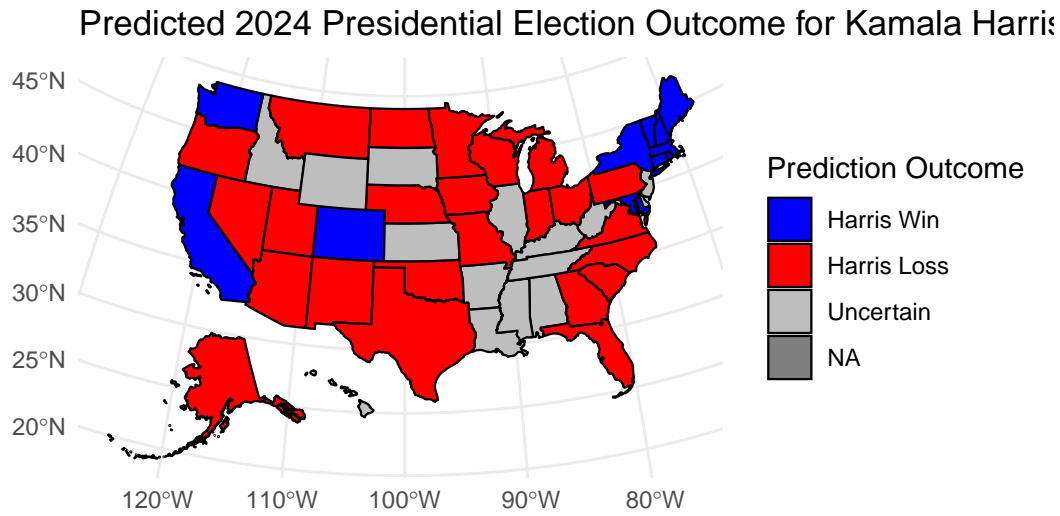 Predicted 2024 Presidential Election Outcome for Kamala Harris
45°N
40°N
35°N
30°N
25°N
20°N
120°W 110°W 100°W 90°W 80°W
Prediction Outcome
Harris Win
Harris Loss
Uncertain
NA